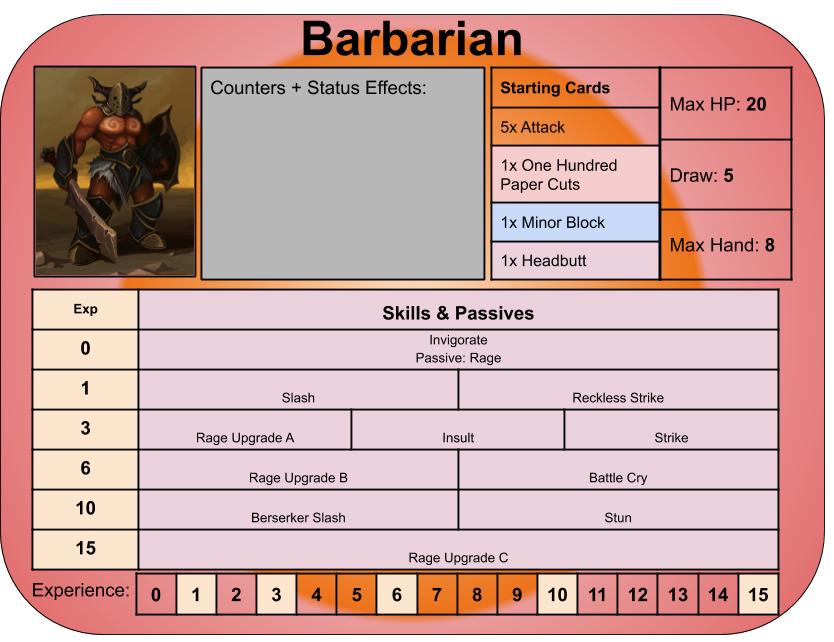 Barbarian
Counters + Status Effects:
Starting Cards
5x Attack
1x One Hundred
Paper Cuts
1x Minor Block
1x Headbutt
Max HP: 20
Draw: 5
Max Hand: 8
Exp
Skills & Passives
0
Invigorate
Passive: Rage
1
Slash
Reckless Strike
3
Rage Upgrade A
Insult
Strike
6
Rage Upgrade B
Battle Cry
10
Berserker Slash
Stun
15
Rage Upgrade C
Experience: 0 1 2 3 4 5 6 7 8 9 10 11 12 13 14 15